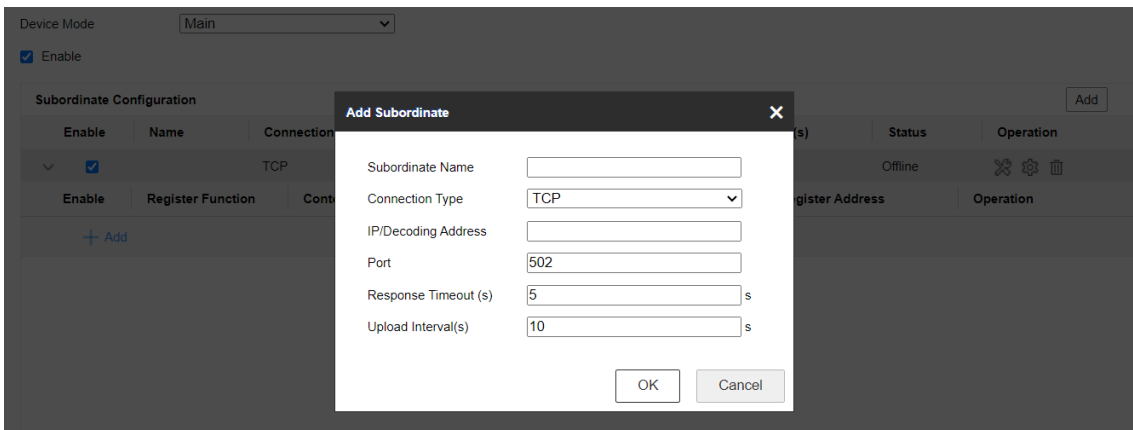 Device Mode Main
Enable
Subordinate Configuration Add
Enable Name Connection (s) Status Operation
TCP Offline
Enable Register Function Cont gister Address Operation
Add
Add Subordinate
Subordinate Name
Connection Type TCP
IP/Decoding Address
Port 502
Response Timeout (s) 5 s
Upload Interval(s) 10 s
OK Cancel